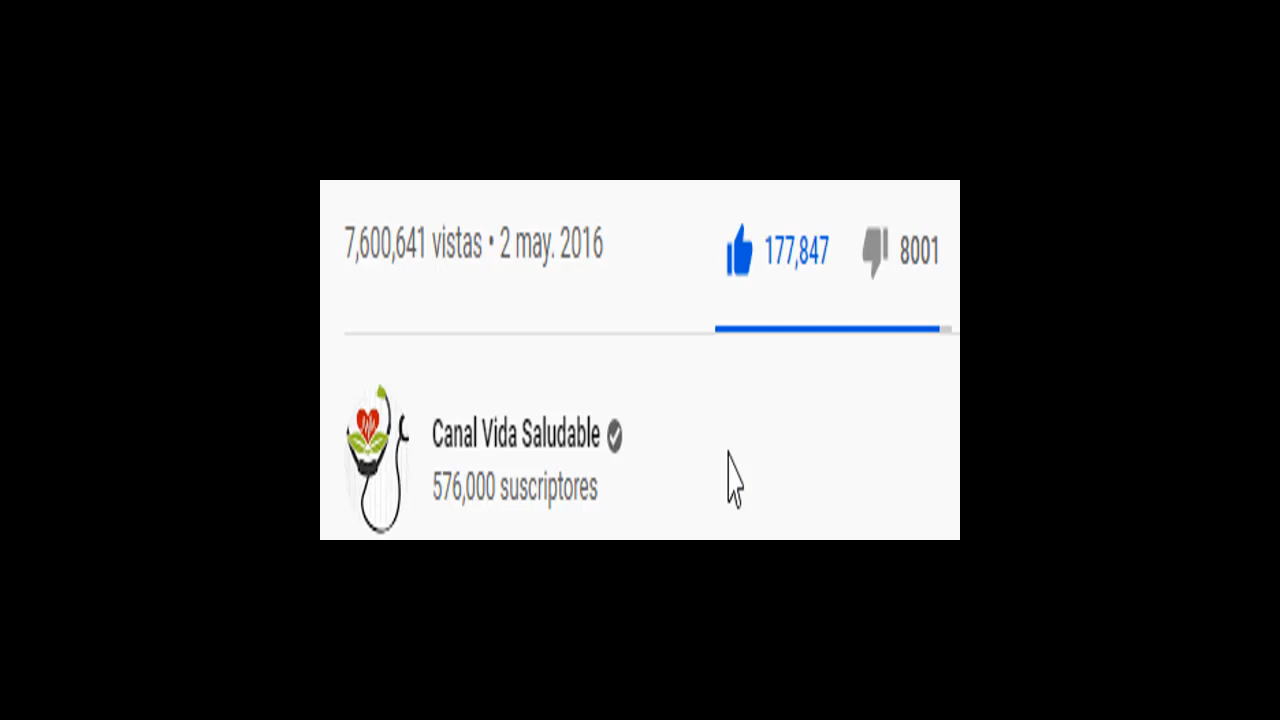 7,600,641 vistas • 2 may. 2016
177,847
8001
Canal Vida Saludable
576,000 suscriptores